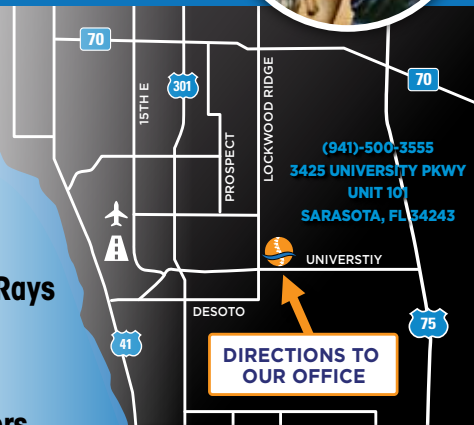 70
70
301
15TH E
PROSPECT
LOCKWOOD RIDGE
(941)-500-3555
3425 UNIVERSITY PKWY
UNIT 101
SARASOTA, FL 34243
UNIVERSTIY
Rays
DESOTO
75
41
DIRECTIONS TO
OUR OFFICE
ers